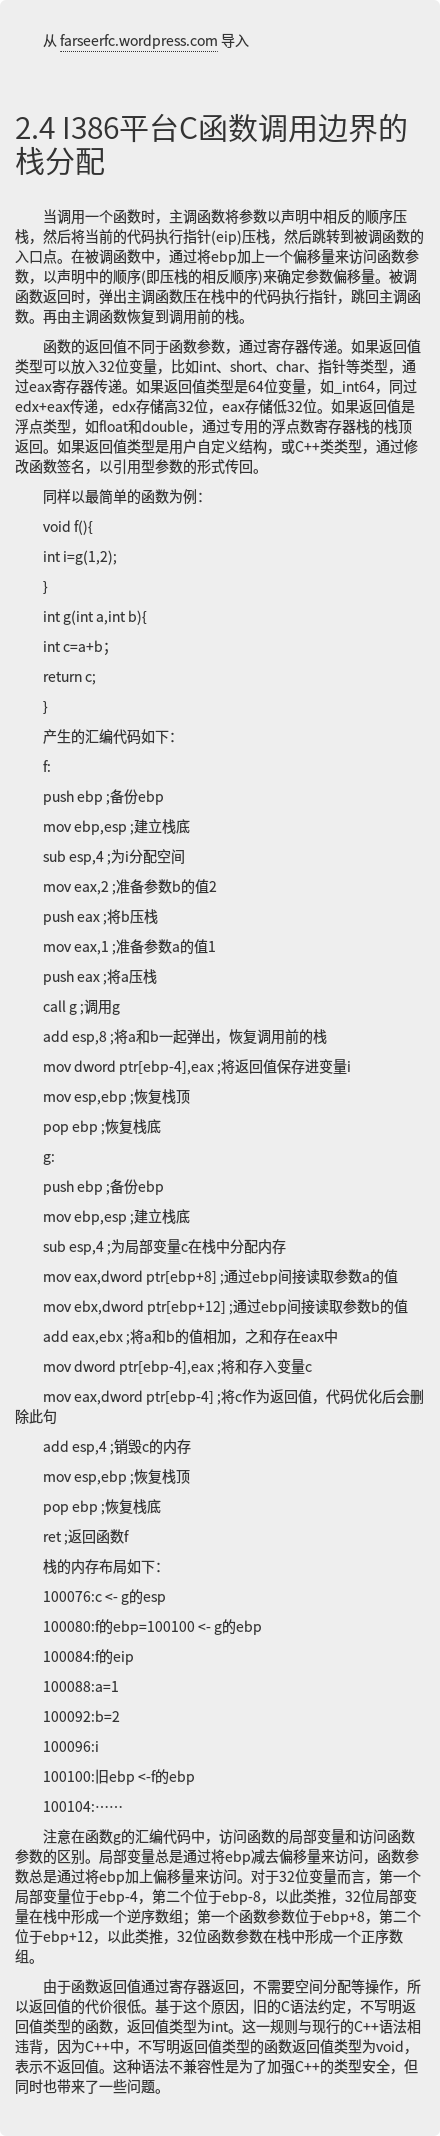 从 farseerfc.wordpress.com 导入
2.4 I386平台C函数调用边界的
栈分配
当调用一个函数时，主调函数将参数以声明中相反的顺序压
栈，然后将当前的代码执行指针(eip)压栈，然后跳转到被调函数的
入口点。在被调函数中，通过将ebp加上一个偏移量来访问函数参
数，以声明中的顺序(即压栈的相反顺序)来确定参数偏移量。被调
函数返回时，弹出主调函数压在栈中的代码执行指针，跳回主调函
数。再由主调函数恢复到调用前的栈。
函数的返回值不同于函数参数，通过寄存器传递。如果返回值
类型可以放入32位变量，比如int、short、char、指针等类型，通
过eax寄存器传递。如果返回值类型是64位变量，如_int64，同过
edx+eax传递，edx存储高32位，eax存储低32位。如果返回值是
浮点类型，如float和double，通过专用的浮点数寄存器栈的栈顶
返回。如果返回值类型是用户自定义结构，或C++类类型，通过修
改函数签名，以引用型参数的形式传回。
同样以最简单的函数为例：
void f(){
int i=g(1,2);
}
int g(int a,int b){
int c=a+b；
return c;
}
产生的汇编代码如下：
f:
push ebp ;备份ebp
mov ebp,esp ;建立栈底
sub esp,4 ;为i分配空间
mov eax,2 ;准备参数b的值2
push eax ;将b压栈
mov eax,1 ;准备参数a的值1
push eax ;将a压栈
call g ;调用g
add esp,8 ;将a和b一起弹出，恢复调用前的栈
mov dword ptr[ebp-4],eax ;将返回值保存进变量i
mov esp,ebp ;恢复栈顶
pop ebp ;恢复栈底
g:
push ebp ;备份ebp
mov ebp,esp ;建立栈底
sub esp,4 ;为局部变量c在栈中分配内存
mov eax,dword ptr[ebp+8] ;通过ebp间接读取参数a的值
mov ebx,dword ptr[ebp+12] ;通过ebp间接读取参数b的值
add eax,ebx ;将a和b的值相加，之和存在eax中
mov dword ptr[ebp-4],eax ;将和存入变量c
mov eax,dword ptr[ebp-4] ;将c作为返回值，代码优化后会删
除此句
add esp,4 ;销毁c的内存
mov esp,ebp ;恢复栈顶
pop ebp ;恢复栈底
ret ;返回函数f
栈的内存布局如下：
100076:c <- g的esp
100080:f的ebp=100100 <- g的ebp
100084:f的eip
100088:a=1
100092:b=2
100096:i
100100:旧ebp <-f的ebp
100104:……
注意在函数g的汇编代码中，访问函数的局部变量和访问函数
参数的区别。局部变量总是通过将ebp减去偏移量来访问，函数参
数总是通过将ebp加上偏移量来访问。对于32位变量而言，第一个
局部变量位于ebp-4，第二个位于ebp-8，以此类推，32位局部变
量在栈中形成一个逆序数组；第一个函数参数位于ebp+8，第二个
位于ebp+12，以此类推，32位函数参数在栈中形成一个正序数
组。
由于函数返回值通过寄存器返回，不需要空间分配等操作，所
以返回值的代价很低。基于这个原因，旧的C语法约定，不写明返
回值类型的函数，返回值类型为int。这一规则与现行的C++语法相
违背，因为C++中，不写明返回值类型的函数返回值类型为void，
表示不返回值。这种语法不兼容性是为了加强C++的类型安全，但
同时也带来了一些问题。